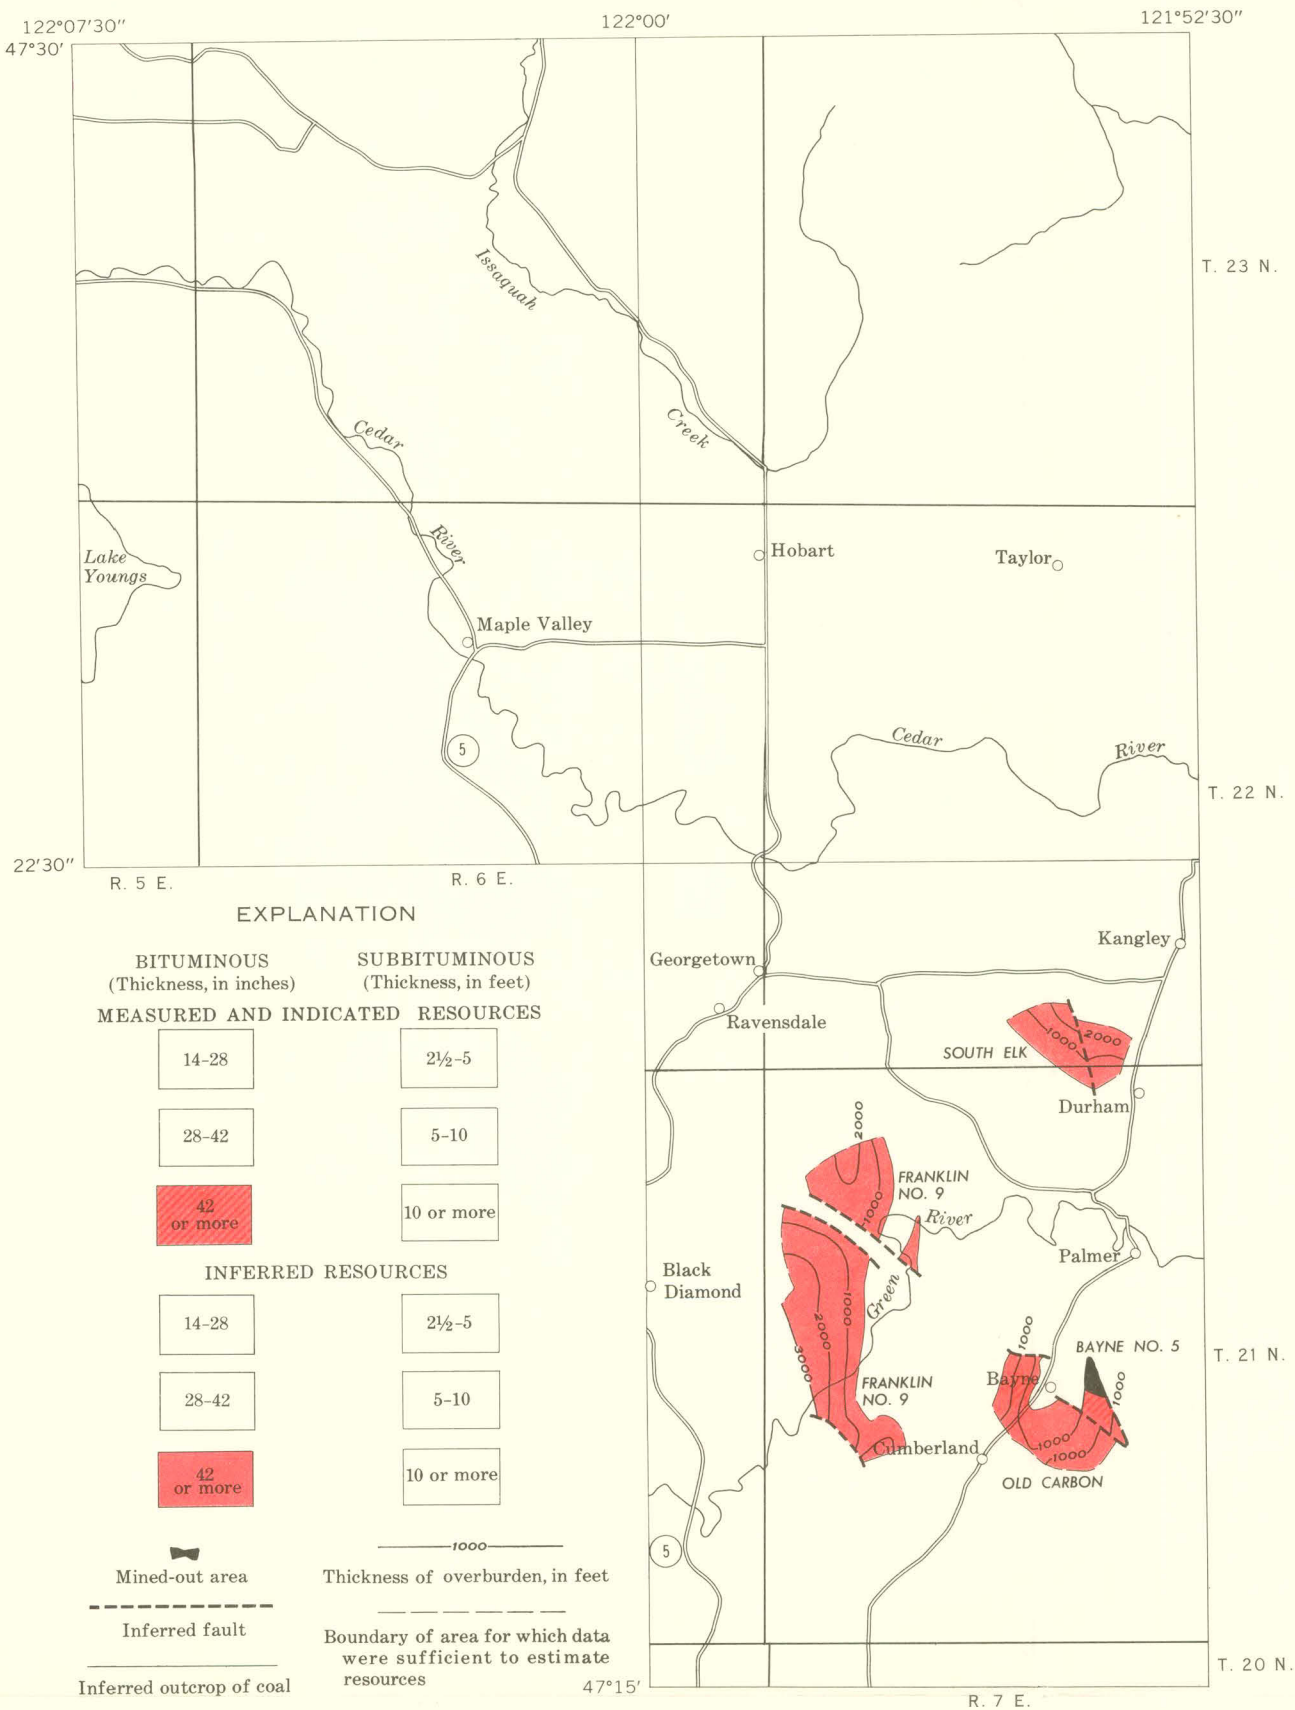 122°07'30"
122°00'
121°52'30"
47°30'
T. 23 N.
Issaquah
Creek
Cedar
River
Lake
Youngs
Hobart
Taylor
Maple Valley
5
Cedar
River
T. 22 N.
22'30"
R. 5 E.
R. 6 E.
EXPLANATION
BITUMINOUS
(Thickness, in inches)
SUBBITUMINOUS
(Thickness, in feet)
MEASURED AND INDICATED RESOURCES
14-28
2½-5
28-42
5-10
42
or more
10 or more
INFERRED RESOURCES
14-28
2½-5
28-42
5-10
42
or more
10 or more
Mined-out area
1000
Thickness of overburden, in feet
Inferred fault
Boundary of area for which data
were sufficient to estimate
resources
Inferred outcrop of coal
Kangley
Georgetown
Ravensdale
1000
2000
SOUTH ELK
Durham
2000
FRANKLIN
NO. 9
1000
River
Green
Palmer
Black
Diamond
1000
2000
3000
FRANKLIN
NO. 9
1000
BAYNE NO. 5
Bayne
1000
T. 21 N.
1000
1000
Cumberland
OLD CARBON
5
T. 20 N.
47°15'
R. 7 E.